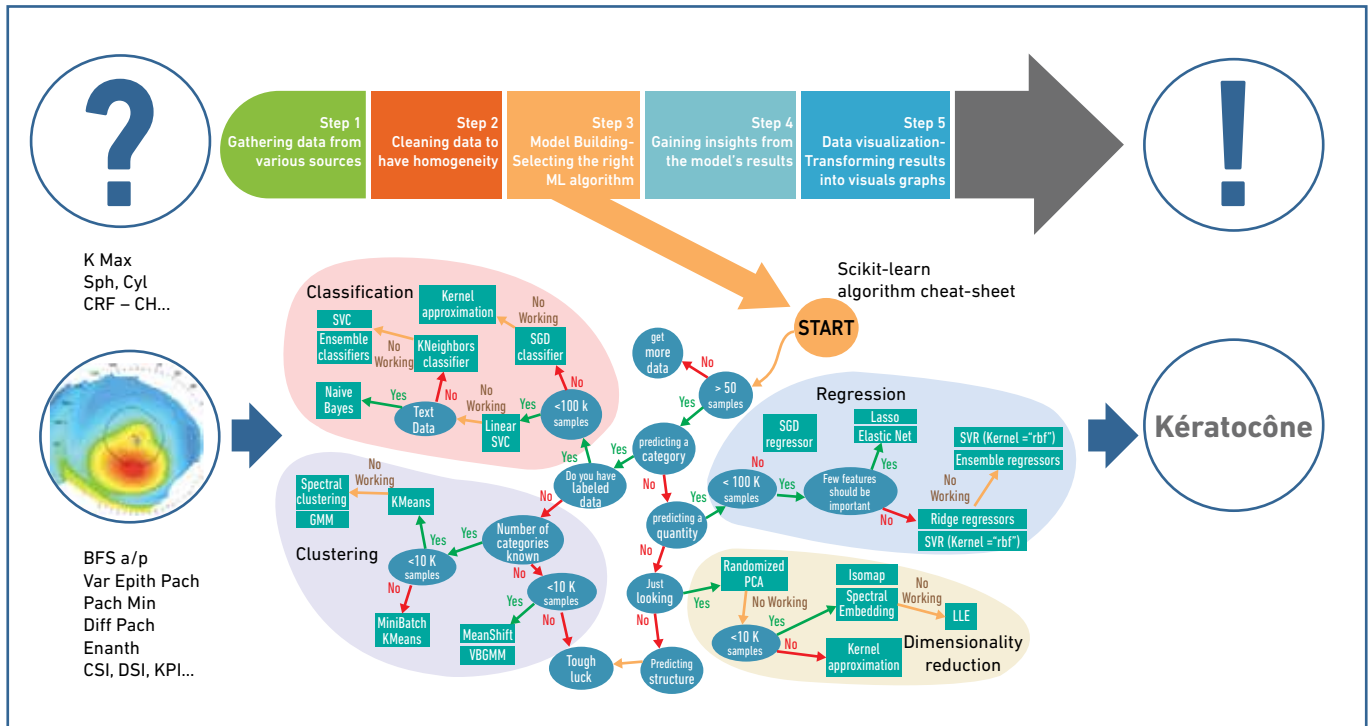 Step 1
Gathering data from
various sources
Step 2
Cleaning data to
have homogeneity
Step 3
Model Building-
Selecting the right
ML algorithm
Step 4
Gaining insights from
the model's results
Step 5
Data visualization-
Transforming results
into visuals graphs
?
!
K Max
Sph, Cyl
CRF – CH...
Scikit-learn
algorithm cheat-sheet
START
Classification
Kernel
approximation
No
Working
SVC
Ensemble
classifiers
No
Working
KNeighbors
classifier
SGD
classifier
Naive
Bayes
Yes
Text
Data
No
No
Working
Linear
SVC
Yes
No
<100 k
samples
Yes
get
more
data
No
> 50
samples
Yes
predicting a
category
Yes
Do you have
labeled
data
No
No
predicting a
quantity
Yes
No
Regression
SGD
regressor
No
< 100 K
samples
Yes
Lasso
Elastic Net
Yes
Few features
should be
important
No
SVR (Kernel ="rbf")
Ensemble regressors
No
Working
Ridge regressors
SVR (Kernel ="rbf")
Kératocône
Clustering
Spectral
clustering
GMM
No
Working
KMeans
Yes
<10 K
samples
Yes
Number of
categories
known
No
No
MiniBatch
KMeans
<10 K
samples
Yes
MeanShift
VBGMM
No
Tough
luck
Just
looking
Yes
No
Predicting
structure
Randomized
PCA
No Working
<10 K
samples
Yes
No
Isomap
Spectral
Embedding
No
Working
LLE
Kernel
approximation
Dimensionality
reduction
BFS a/p
Var Epith Pach
Pach Min
Diff Pach
Enanth
CSI, DSI, KPI...